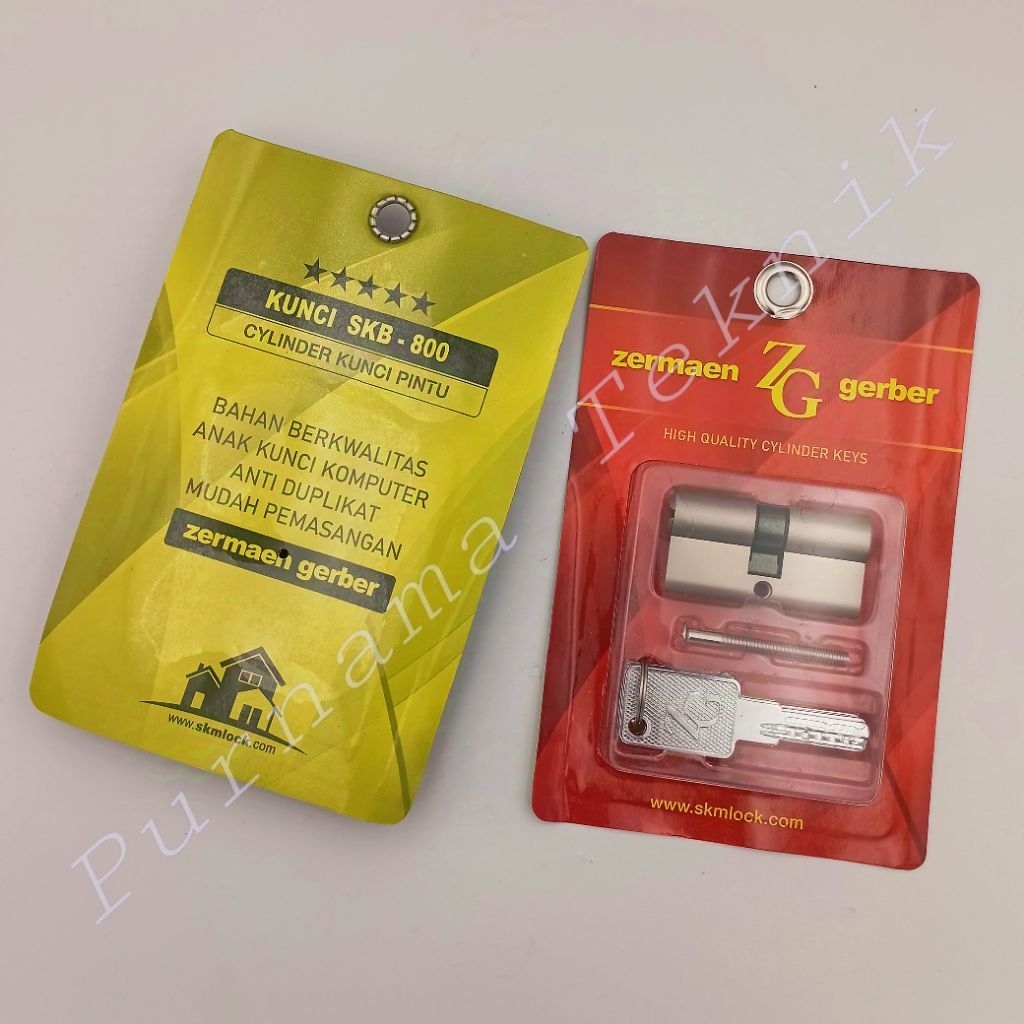 ★★★★★
KUNCI SKB - 800
CYLINDER KUNCI PINTU
BAHAN BERKWALITAS
ANAK KUNCI KOMPUTER
ANTI DUPLIKAT
MUDAH PEMASANGAN
zermaen gerber
www.skmlock.com
zermaen ZG gerber
HIGH QUALITY CYLINDER KEYS
ZG
www.skmlock.com
Purnama Teknik